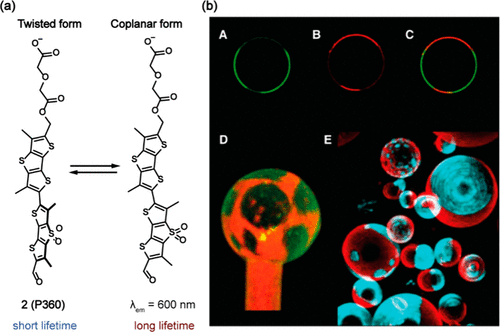 (a)
Twisted form
Coplanar form
O⁻
O
O
O
O
O⁻
O
O
O
O
S
S
S
S
S
S
S
S
O
O
S
S
S
S
O
O
O
O
2 (P360)
λem = 600 nm
short lifetime
long lifetime
(b)
A
B
C
D
E